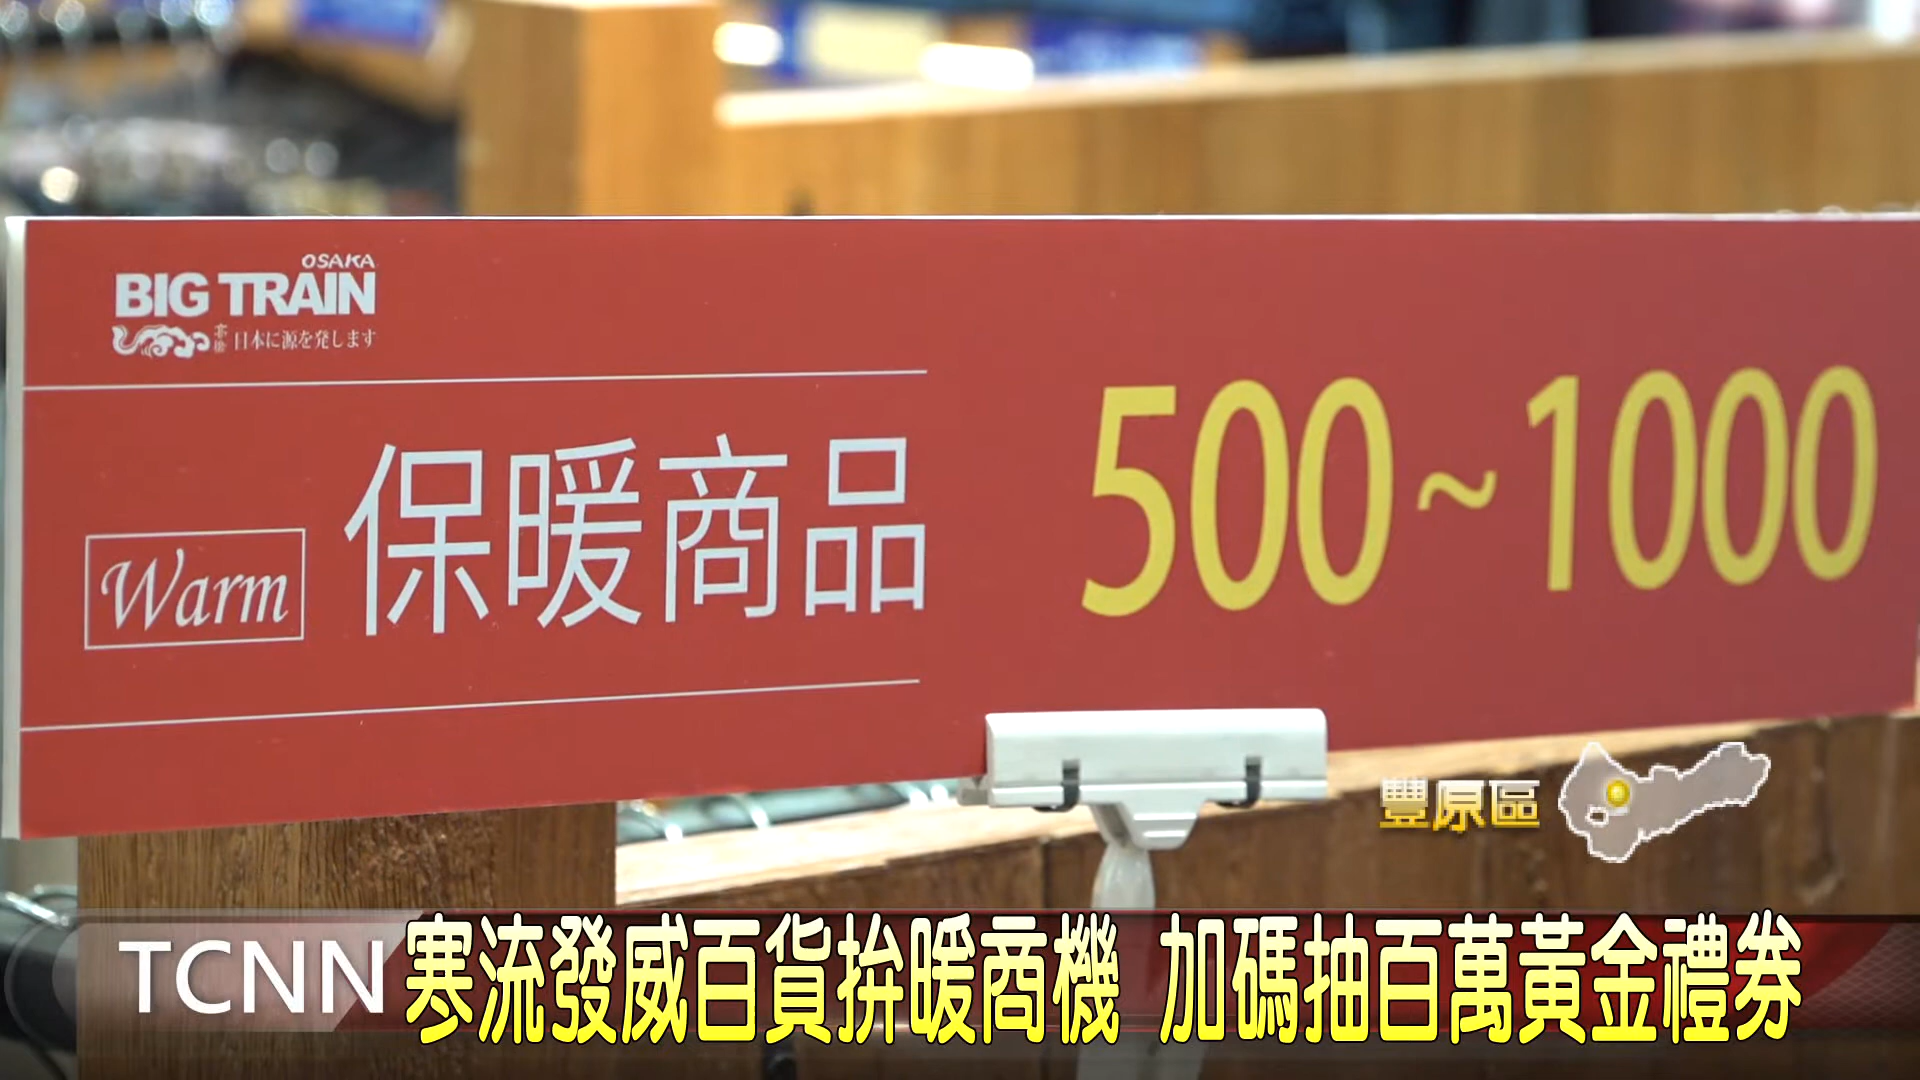 OSAKA
BIG TRAIN
日本に源を発します
保暖商品
Warm
500~1000
豐原區
TCNN
寒流發威百貨拚暖商機 加碼抽百萬黃金禮券